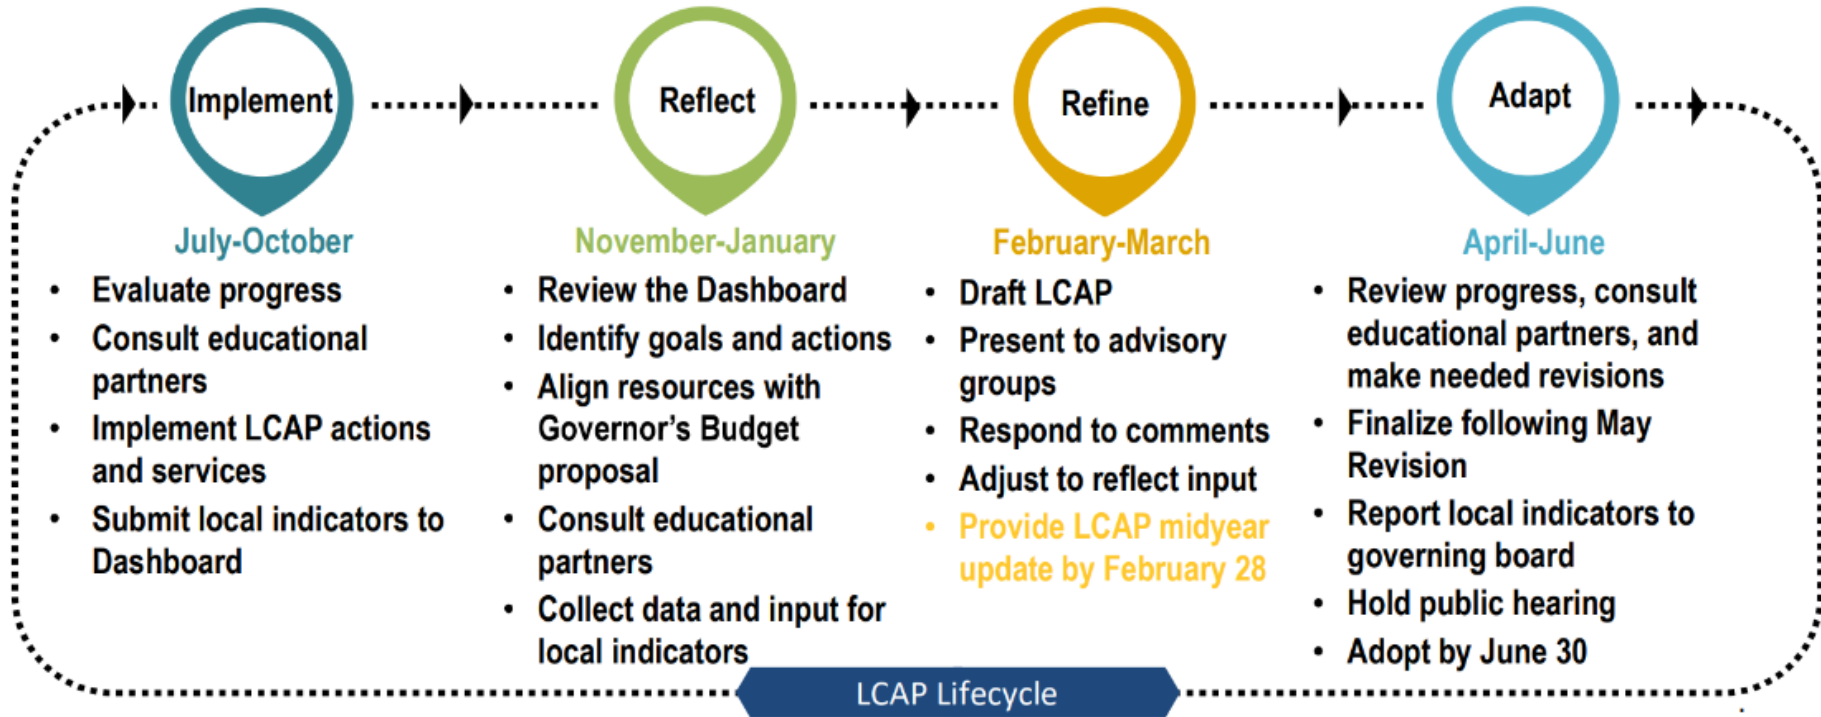 Implement
July-October
• Evaluate progress
• Consult educational
partners
• Implement LCAP actions
and services
• Submit local indicators to
Dashboard
Reflect
November-January
• Review the Dashboard
• Identify goals and actions
• Align resources with
Governor's Budget
proposal
• Consult educational
partners
• Collect data and input for
local indicators
Refine
February-March
• Draft LCAP
• Present to advisory
groups
• Respond to comments
• Adjust to reflect input
• Provide LCAP midyear
update by February 28
Adapt
April-June
• Review progress, consult
educational partners, and
make needed revisions
• Finalize following May
Revision
• Report local indicators to
governing board
• Hold public hearing
• Adopt by June 30
LCAP Lifecycle